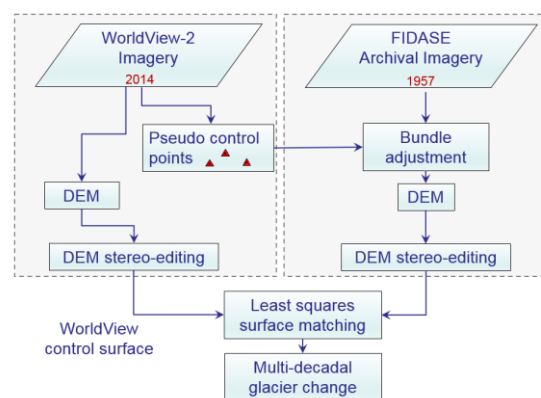 WorldView-2
Imagery
2014
FIDASE
Archival Imagery
1957
Pseudo control
points
Bundle
adjustment
DEM
DEM
DEM stereo-editing
DEM stereo-editing
Least squares
surface matching
WorldView
control surface
Multi-decadal
glacier change